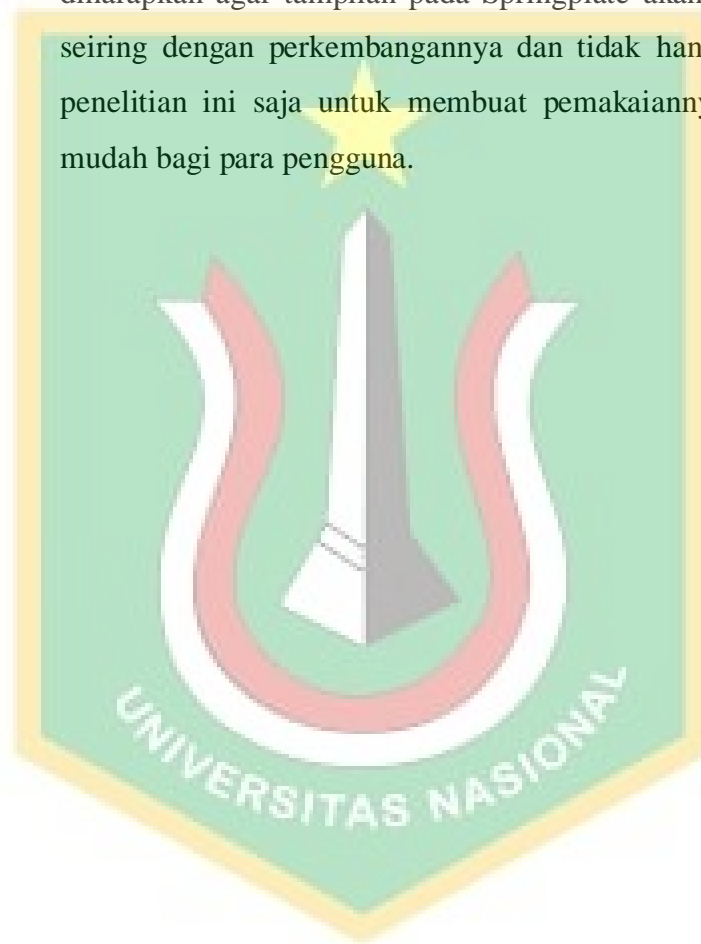 diharapkan agar tampilan pada Springplate akan
seiring dengan perkembangannya dan tidak han
penelitian ini saja untuk membuat pemakaianny
mudah bagi para pengguna.
UNIVERSITAS NASIONAL